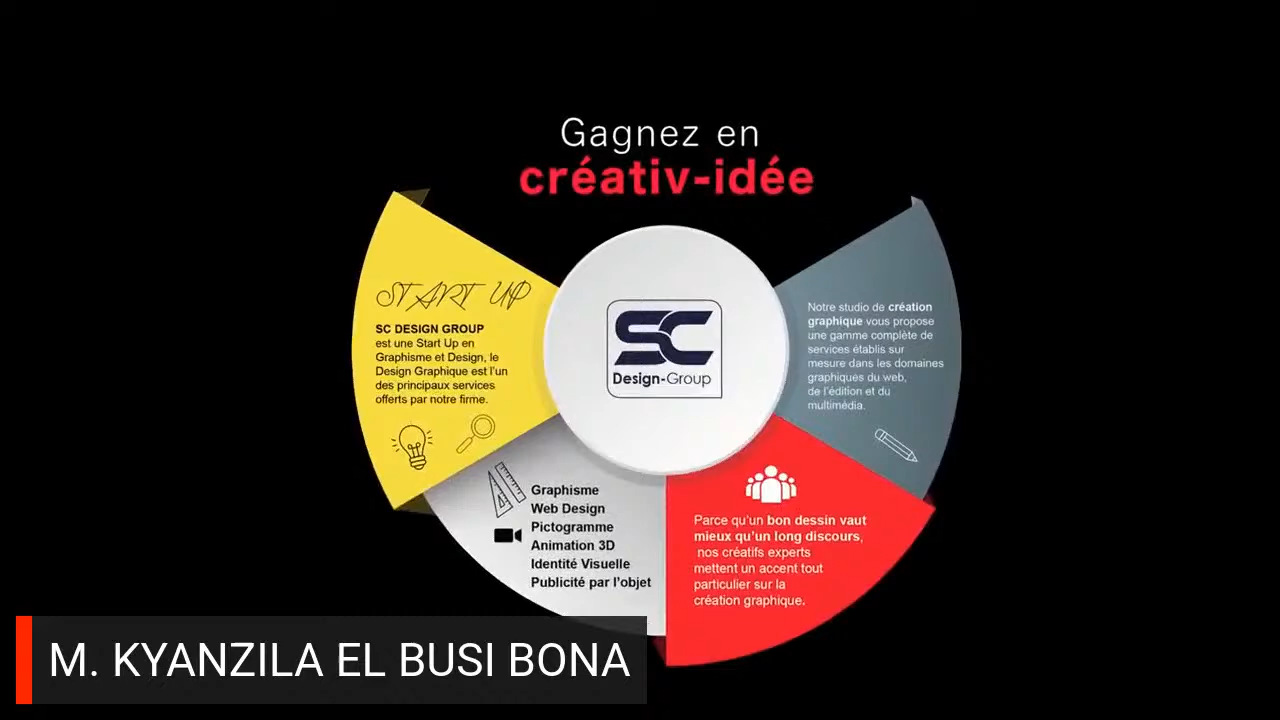 Gagnez en
créativ-idée
START UP
SC DESIGN GROUP
est une Start Up en
Graphisme et Design, le
Design Graphique est l'un
des principaux services
offerts par notre firme.
SC
Design-Group
Notre studio de création
graphique vous propose
une gamme complète de
services établis sur
mesure dans les domaines
graphiques du web,
de l'édition et du
multimédia.
Graphisme
Web Design
Pictogramme
Animation 3D
Identité Visuelle
Publicité par l'objet
Parce qu'un bon dessin vaut
mieux qu'un long discours,
nos créatifs experts
mettent un accent tout
particulier sur la
création graphique.
M. KYANZILA EL BUSI BONA